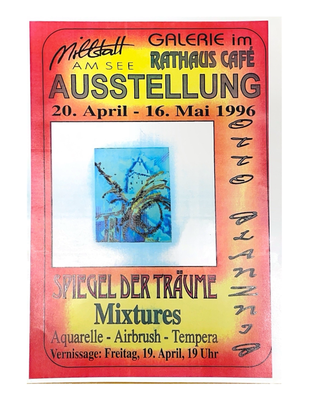 Millstatt
AM SEE
GALERIE im
RATHAUS CAFÉ
AUSSTELLUNG
20. April - 16. Mai 1996
OTTO
SPIEGEL DER TRÄUME
Mixtures
Aquarelle - Airbrush - Tempera
Vernissage: Freitag, 19. April, 19 Uhr